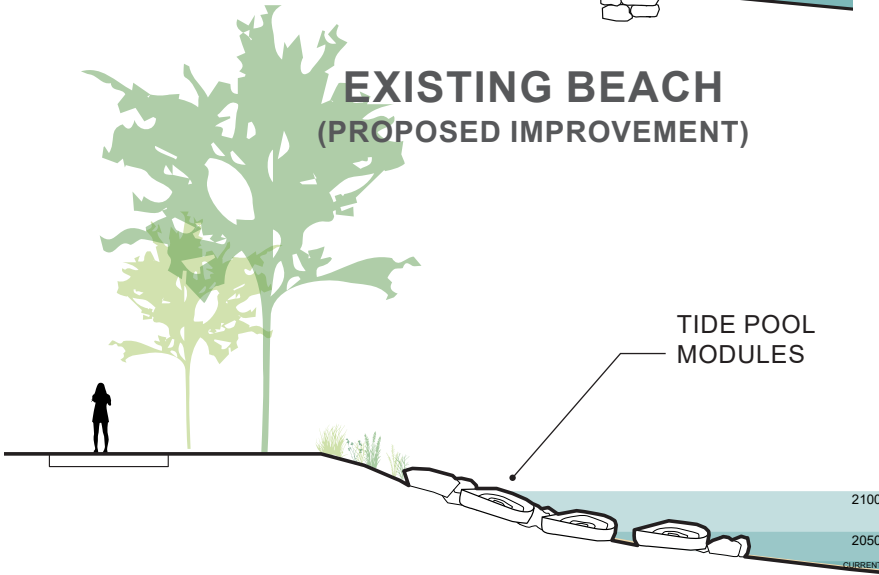 EXISTING BEACH
(PROPOSED IMPROVEMENT)
TIDE POOL
MODULES
2100
2050
CURRENT